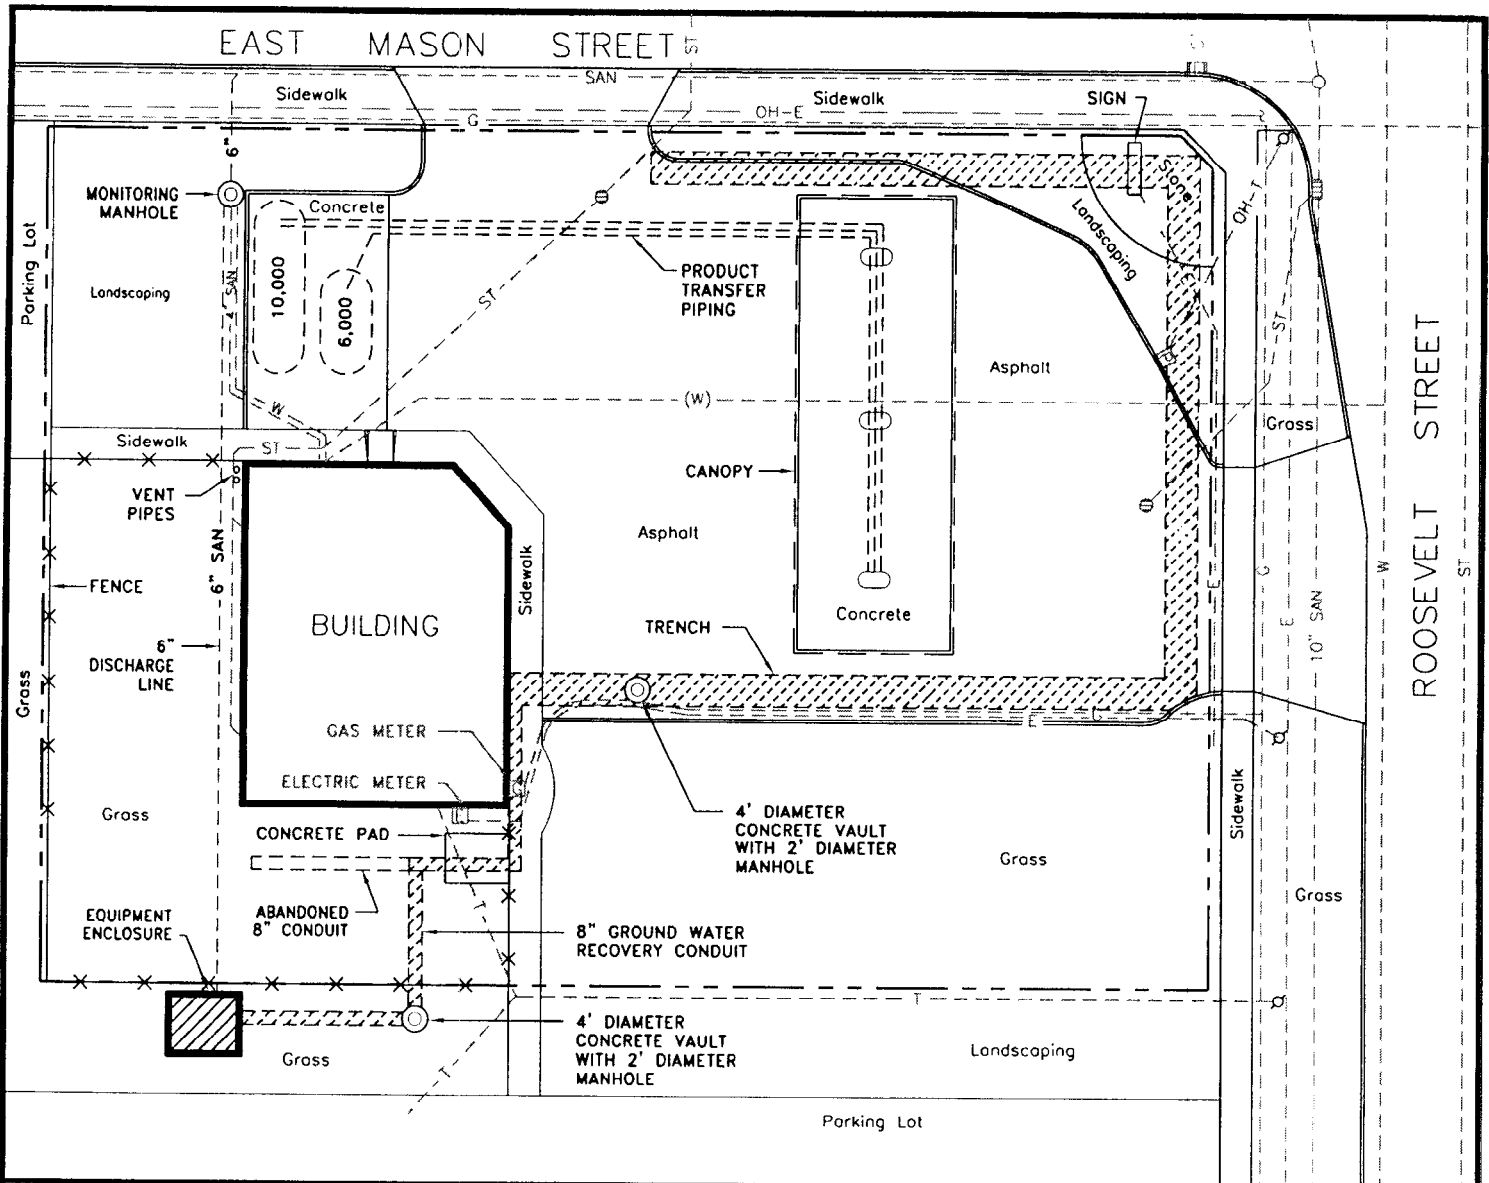 EAST MASON STREET
ST
SAN
Sidewalk
Sidewalk
SIGN
OH-E
G
6"
MONITORING
MANHOLE
Concrete
Stone
Landscaping
OH-T
Parking Lot
Landscaping
4" SAN
10,000
6,000
PRODUCT
TRANSFER
PIPING
ST
ST
Asphalt
(W)
W
Grass
Sidewalk
ST
CANOPY
VENT
PIPES
Asphalt
6" SAN
FENCE
Sidewalk
BUILDING
Concrete
TRENCH
6"
DISCHARGE
LINE
Grass
GAS METER
ELECTRIC METER
E
G
E
10" SAN
W
ST
ROOSEVELT STREET
E
G
Grass
CONCRETE PAD
4' DIAMETER
CONCRETE VAULT
WITH 2' DIAMETER
MANHOLE
Sidewalk
Grass
Grass
ABANDONED
8" CONDUIT
EQUIPMENT
ENCLOSURE
T
8" GROUND WATER
RECOVERY CONDUIT
T
4' DIAMETER
CONCRETE VAULT
WITH 2' DIAMETER
MANHOLE
Grass
T
Landscaping
Parking Lot